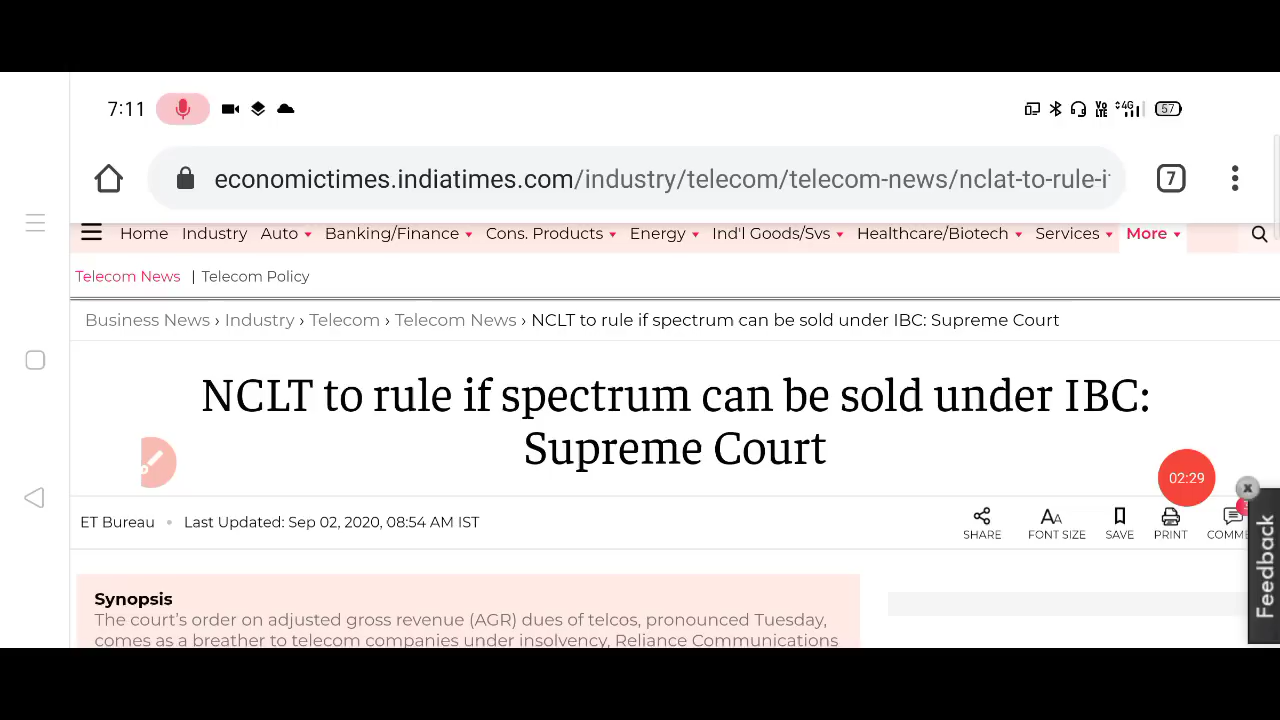 7:11
4G
57
economictimes.indiatimes.com/industry/telecom/telecom-news/nclat-to-rule-i
7
Home Industry Auto Banking/Finance Cons. Products Energy Ind'l Goods/Svs Healthcare/Biotech Services More
Telecom News | Telecom Policy
Business News › Industry › Telecom › Telecom News › NCLT to rule if spectrum can be sold under IBC: Supreme Court
NCLT to rule if spectrum can be sold under IBC:
Supreme Court
02:29
ET Bureau • Last Updated: Sep 02, 2020, 08:54 AM IST
SHARE FONT SIZE SAVE PRINT COMME
Feedback
Synopsis
The court's order on adjusted gross revenue (AGR) dues of telcos, pronounced Tuesday,
comes as a breather to telecom companies under insolvency, Reliance Communications